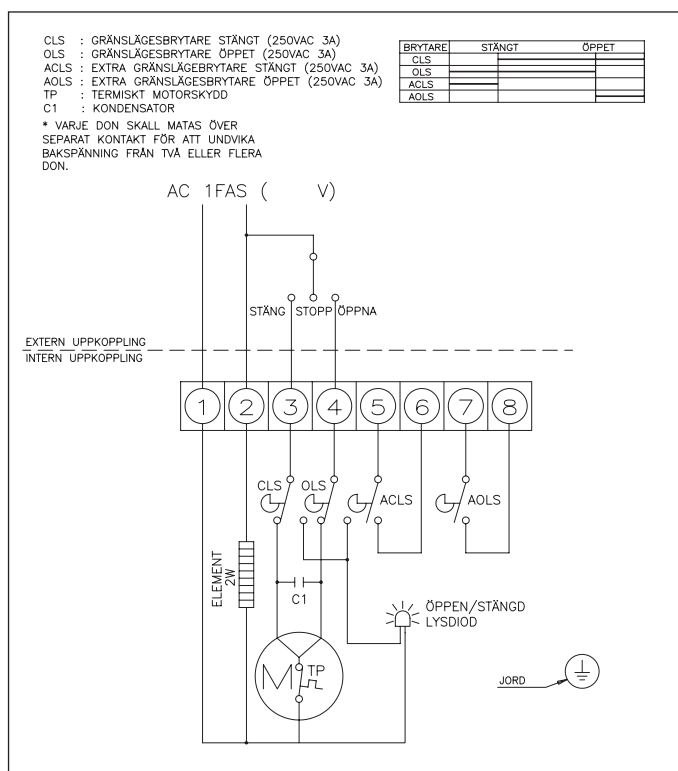 CLS : GRÄNSLÄGESBRYTARE STÄNGT (250VAC 3A)
OLS : GRÄNSLÄGESBRYTARE ÖPPET (250VAC 3A)
ACLS : EXTRA GRÄNSLÄGEBRYTARE STÄNGT (250VAC 3A)
AOLS : EXTRA GRÄNSLÄGESBRYTARE ÖPPET (250VAC 3A)
TP : TERMISKT MOTORSKYDD
C1 : KONDENSATOR
* VARJE DON SKALL MATAS ÖVER
SEPARAT KONTAKT FÖR ATT UNDVIKA
BAKSPÄNNING FRÅN TVÅ ELLER FLERA
DON.
BRYTARE STÄNGT ÖPPET
CLS
OLS
ACLS
AOLS
AC 1FAS ( V)
STÄNG STOPP ÖPPNA
EXTERN UPPKOPPLING
INTERN UPPKOPPLING
1 2 3 4 5 6 7 8
CLS OLS ACLS AOLS
ELEMENT
2W
C1
ÖPPEN/STÄNGD
LYSDIOD
M TP
JORD